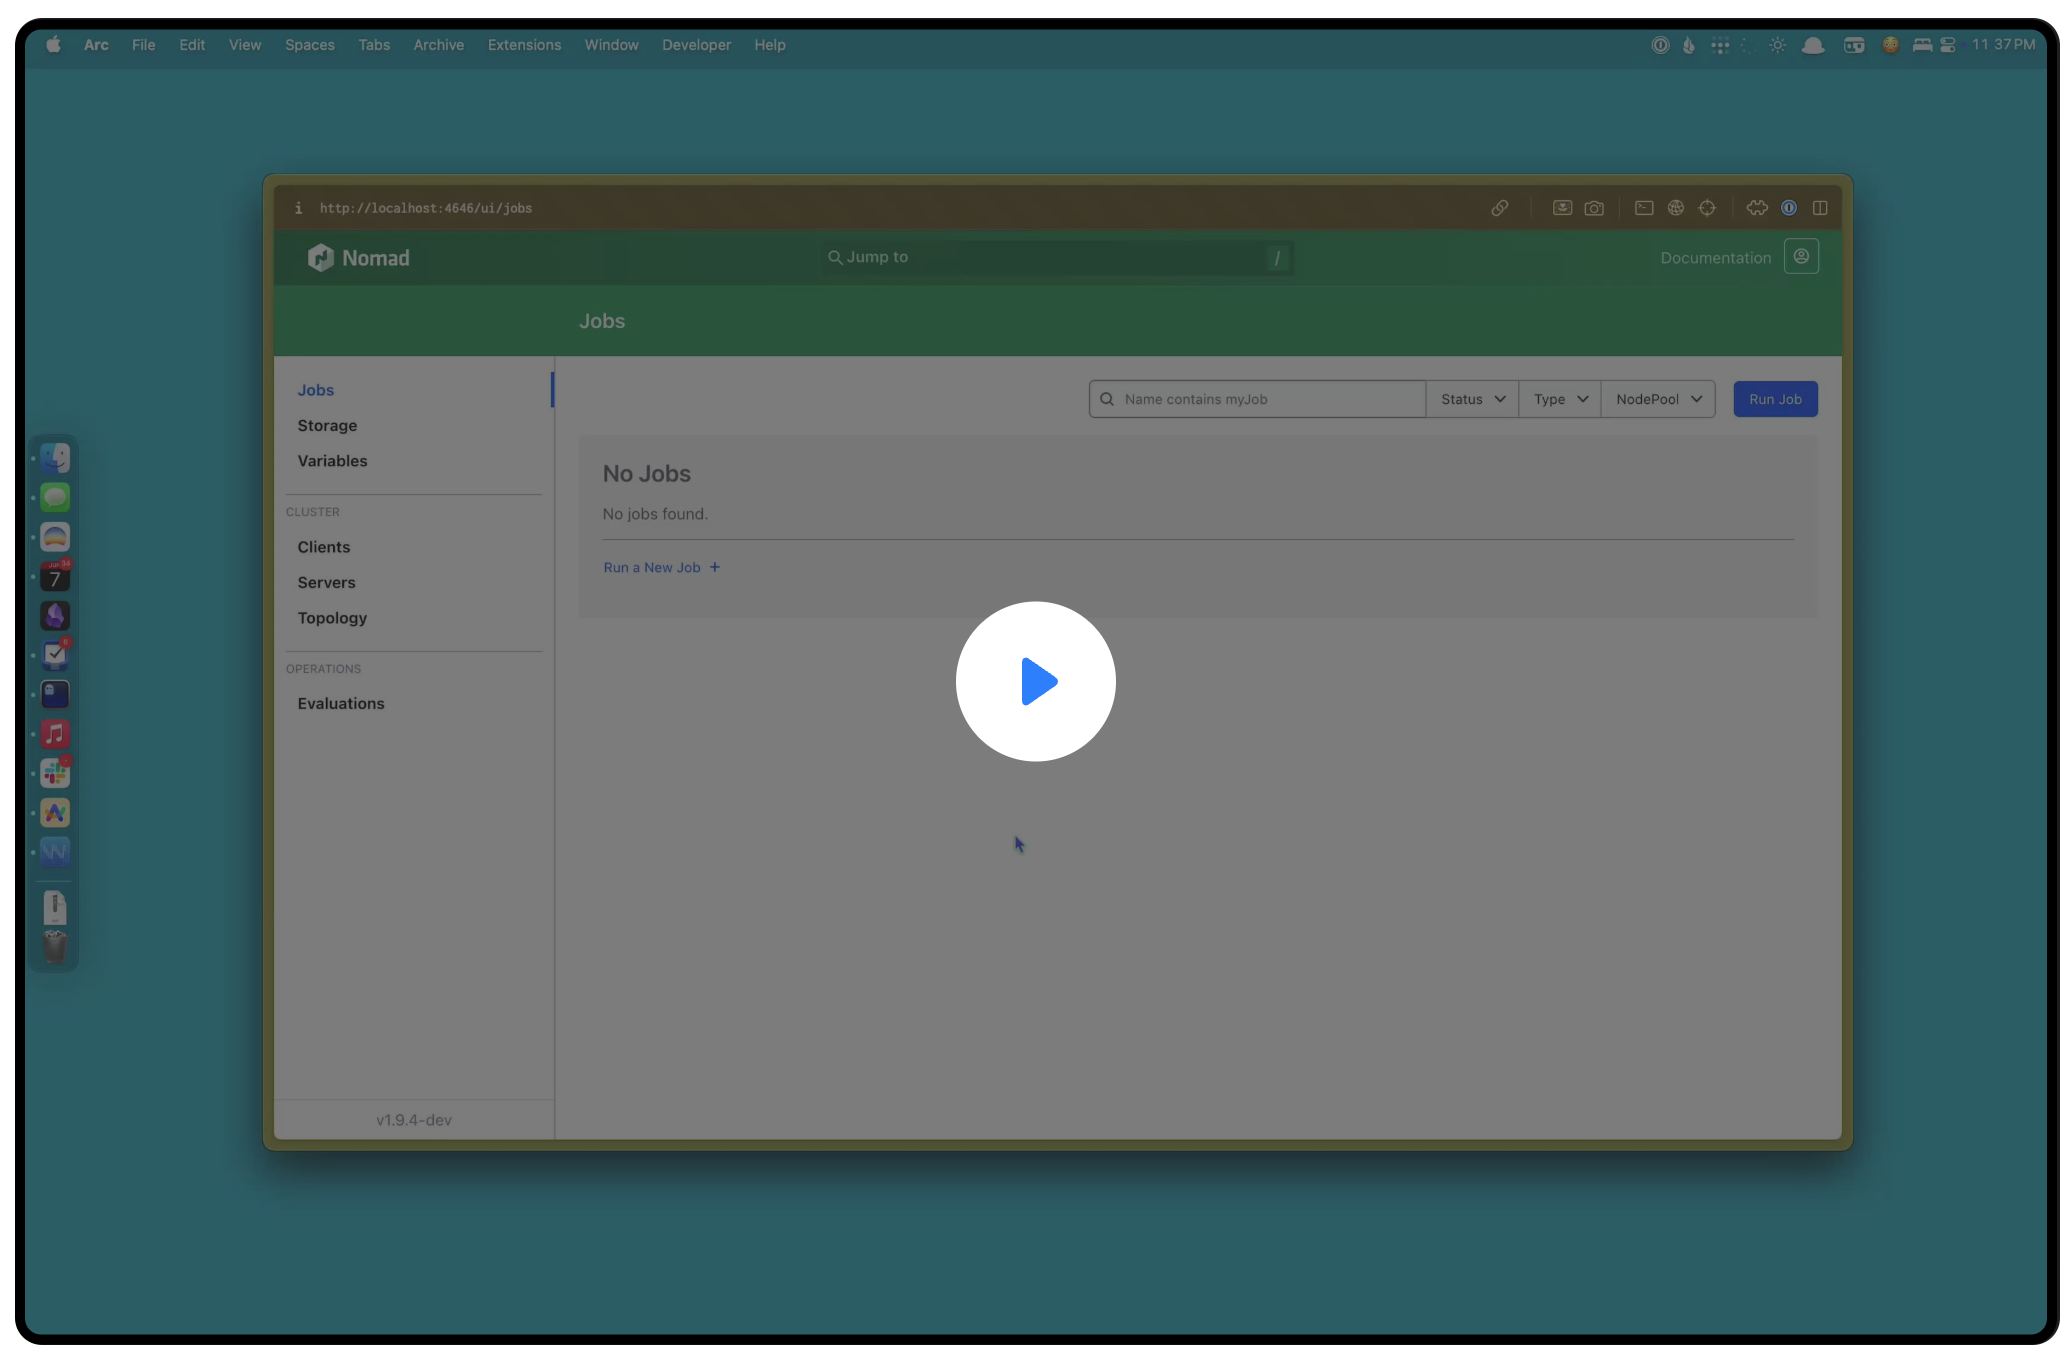 Arc File Edit View Spaces Tabs Archive Extensions Window Developer Help 11 37 PM
i http://localhost:4646/ui/jobs
Nomad Jump to / Documentation
Jobs
Jobs
Storage
Variables
CLUSTER
Clients
Servers
Topology
OPERATIONS
Evaluations
v1.9.4-dev
Name contains myJob Status Type NodePool Run Job
No Jobs
No jobs found.
Run a New Job +
7